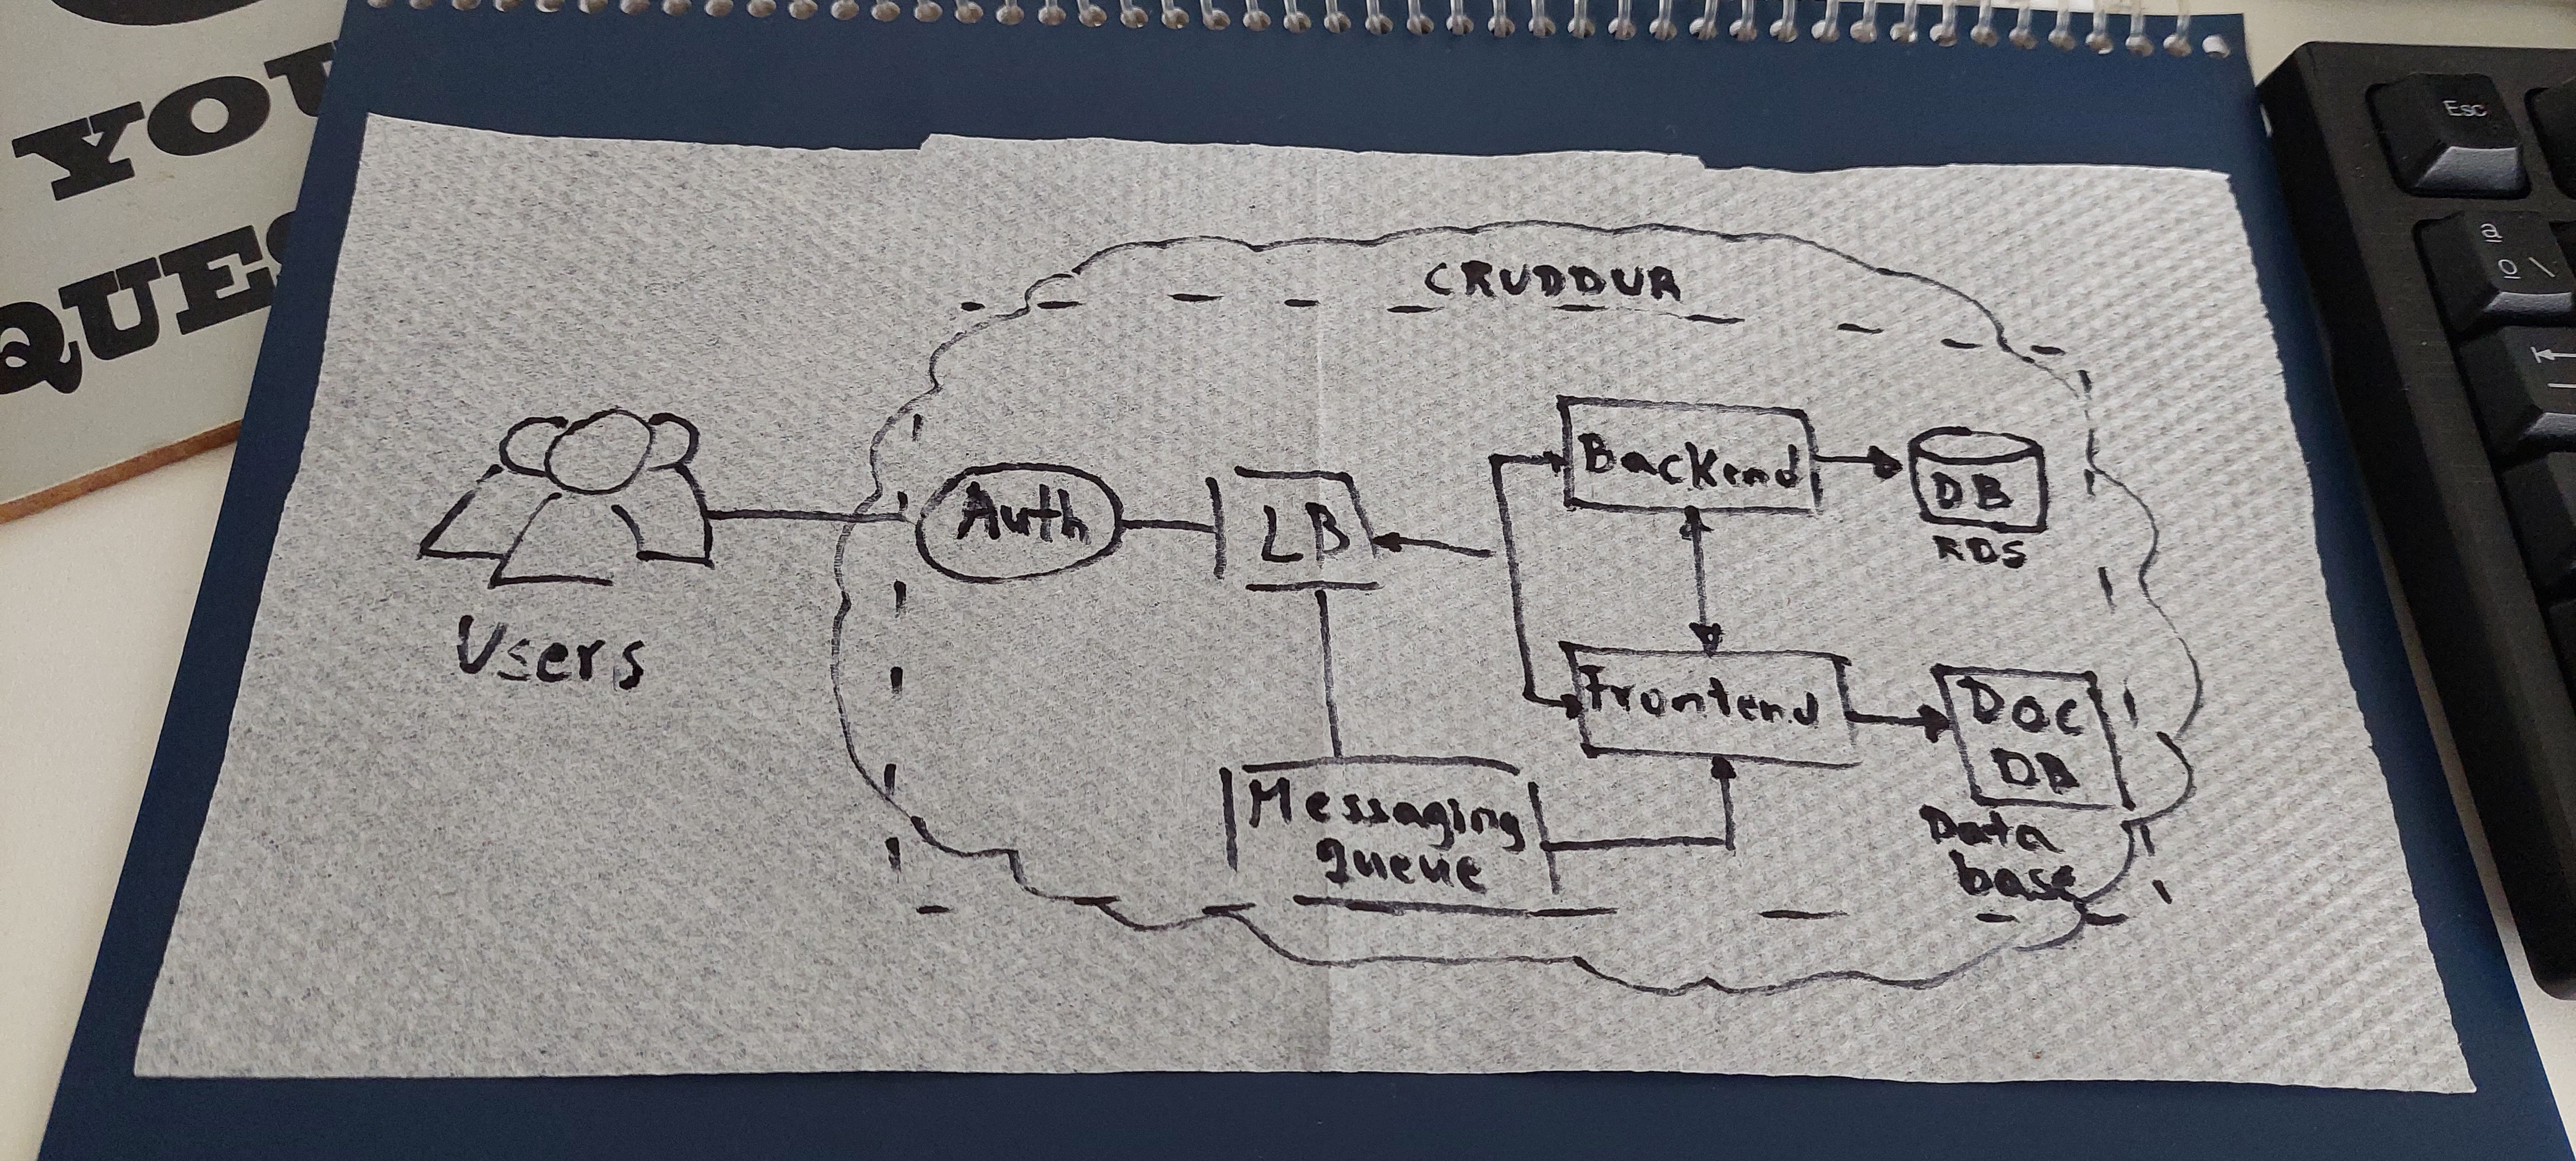 YOU
QUES
Esc
a
o \
CRUDDUR
Users
Auth
LB
Backend
DB
RDS
Frontend
Doc
DB
Data
base
Messaging
Queue